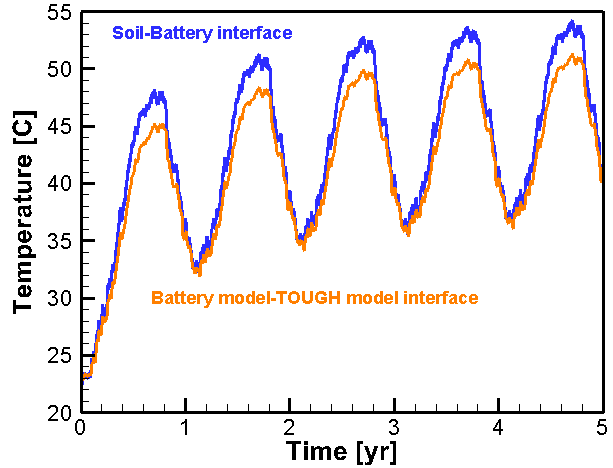 55
Soil-Battery interface
50
45
40
35
30
Battery model-TOUGH model interface
25
20
Temperature [C]
0 1 2 3 4 5
Time [yr]